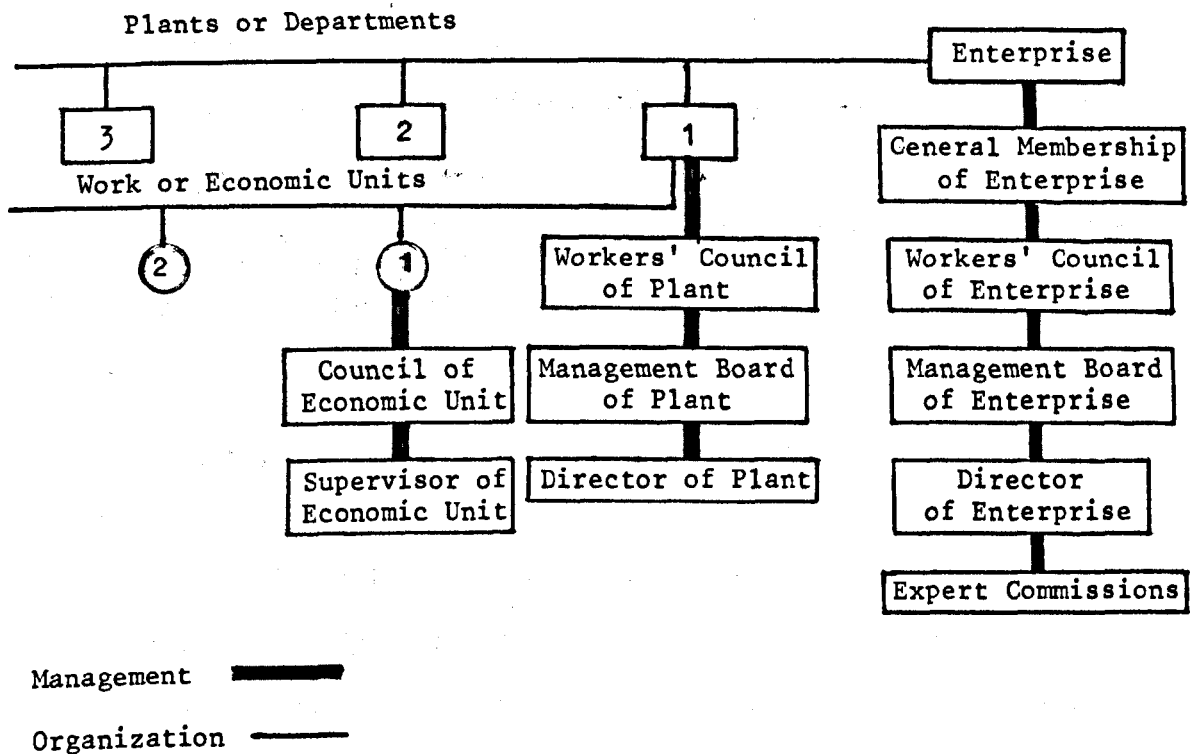 Plants or Departments
Enterprise
3
2
1
General Membership
of Enterprise
Work or Economic Units
2
1
Workers' Council
of Plant
Workers' Council
of Enterprise
Council of
Economic Unit
Management Board
of Plant
Management Board
of Enterprise
Supervisor of
Economic Unit
Director of Plant
Director
of Enterprise
Expert Commissions
Management
Organization